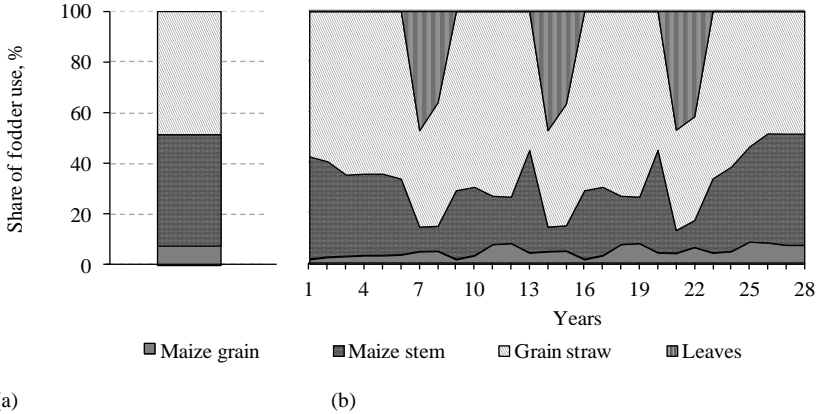 Share of fodder use, %
100
80
60
40
20
0
1 4 7 10 13 16 19 22 25 28
Years
Maize grain Maize stem Grain straw Leaves
a) (b)